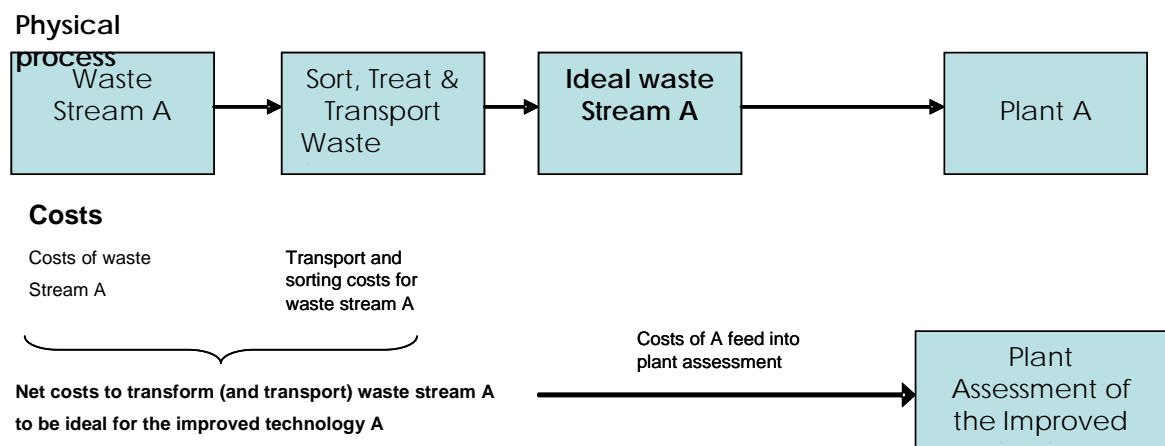 Physical
process
Waste
Stream A
Sort, Treat &
Transport
Waste
Ideal waste
Stream A
Plant A
Costs
Costs of waste
Stream A
Transport and
sorting costs for
waste stream A
Costs of A feed into
plant assessment
Net costs to transform (and transport) waste stream A
to be ideal for the improved technology A
Plant
Assessment of
the Improved